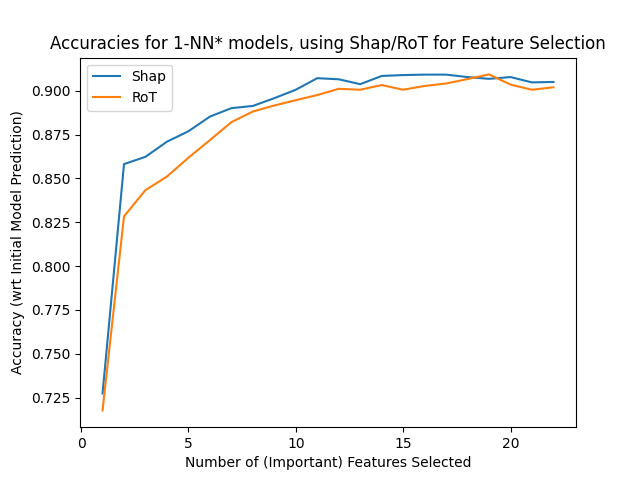 Accuracies for 1-NN* models, using Shap/RoT for Feature Selection
Shap
RoT
Accuracy (wrt Initial Model Prediction)
0.900
0.875
0.850
0.825
0.800
0.775
0.750
0.725
0 5 10 15 20
Number of (Important) Features Selected